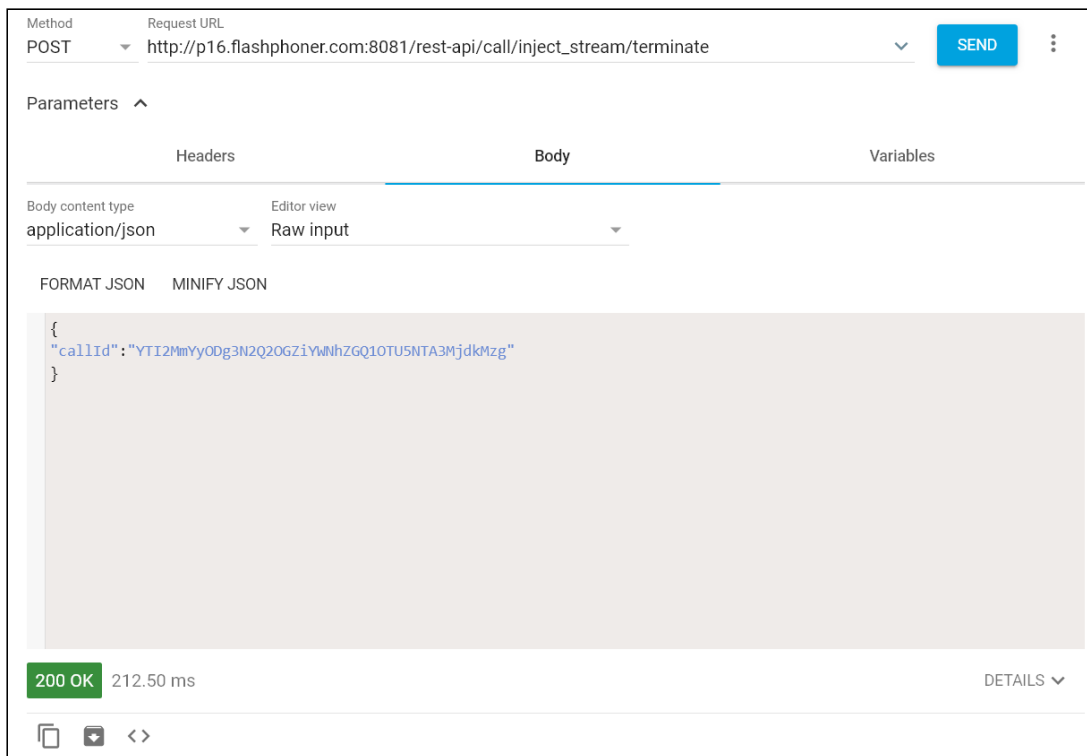 Method Request URL
POST http://p16.flashphoner.com:8081/rest-api/call/inject_stream/terminate SEND
Parameters
Headers Body Variables
Body content type Editor view
application/json Raw input
FORMAT JSON MINIFY JSON
{
"callId":"YTI2MmYyODg3N2Q2OGZiYWNhZGQ1OTU5NTA3MjdkMzg"
}
200 OK 212.50 ms DETAILS